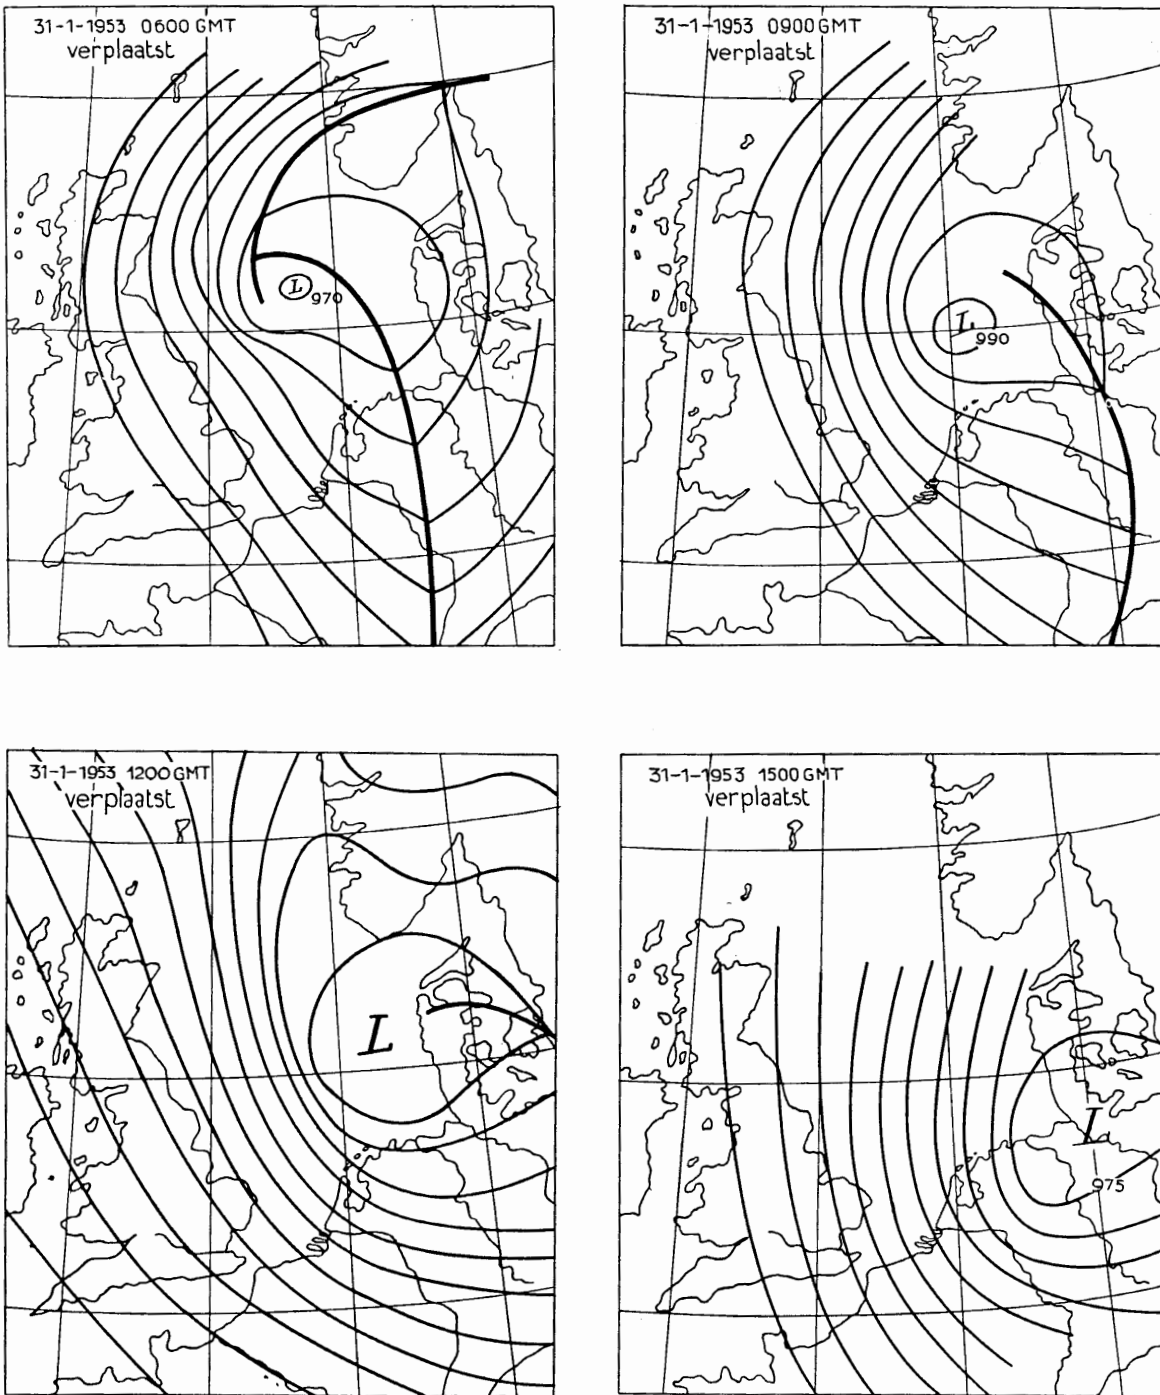 31-1-1953 0600 GMT
verplaatst
L
970
31-1-1953 0900 GMT
verplaatst
L
990
31-1-1953 1200 GMT
verplaatst
L
31-1-1953 1500 GMT
verplaatst
L
975